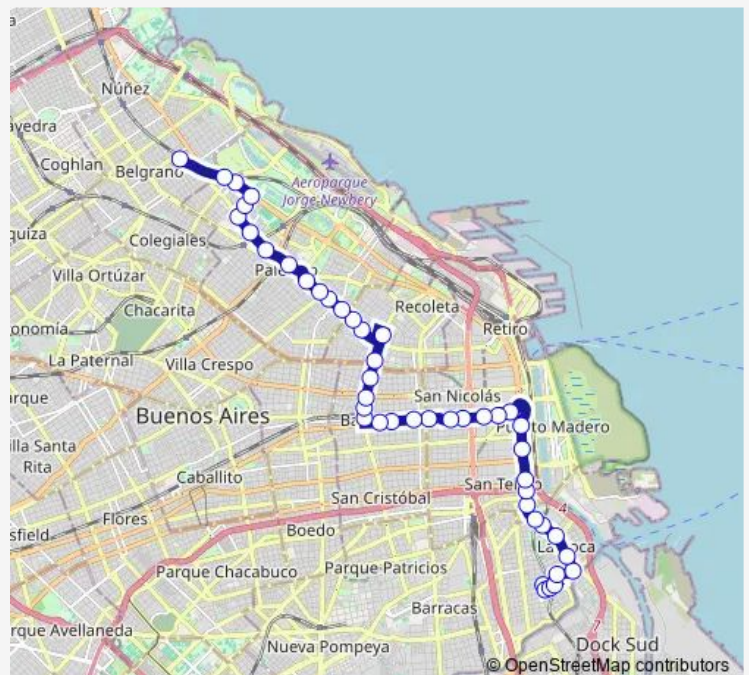 Núñez
avedra
Coghlan
Belgrano
Aeroparque
Jorge Newbery
quiza
Colegiales
Villa Ortúzar
Chacarita
Recoleta
onomía
Retiro
La Paternal
Villa Crespo
San Nicolás
arque
Buenos Aires
Puerto Madero
illa Santa
Rita
Caballito
San Telmo
San Cristóbal
4
Flores
sfield
Boedo
La Boca
Parque Chacabuco
Parque Patricios
Barracas
rque Avellaneda
7
Nueva Pompeya
Dock Sud
© OpenStreetMap contributors